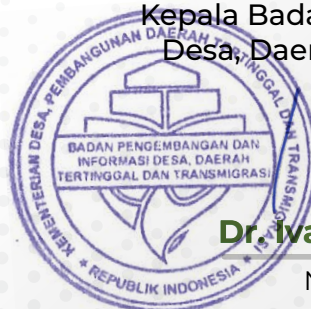 Kepala Bada
Desa, Daer
KEMENTERIAN DESA, PEMBANGUNAN DAERAH TERTINGGAL DAN TRANSMIGRASI
BADAN PENGEMBANGAN DAN
INFORMASI DESA, DAERAH
TERTINGGAL DAN TRANSMIGRASI
★ REPUBLIK INDONESIA ★
Dr. Iva
N